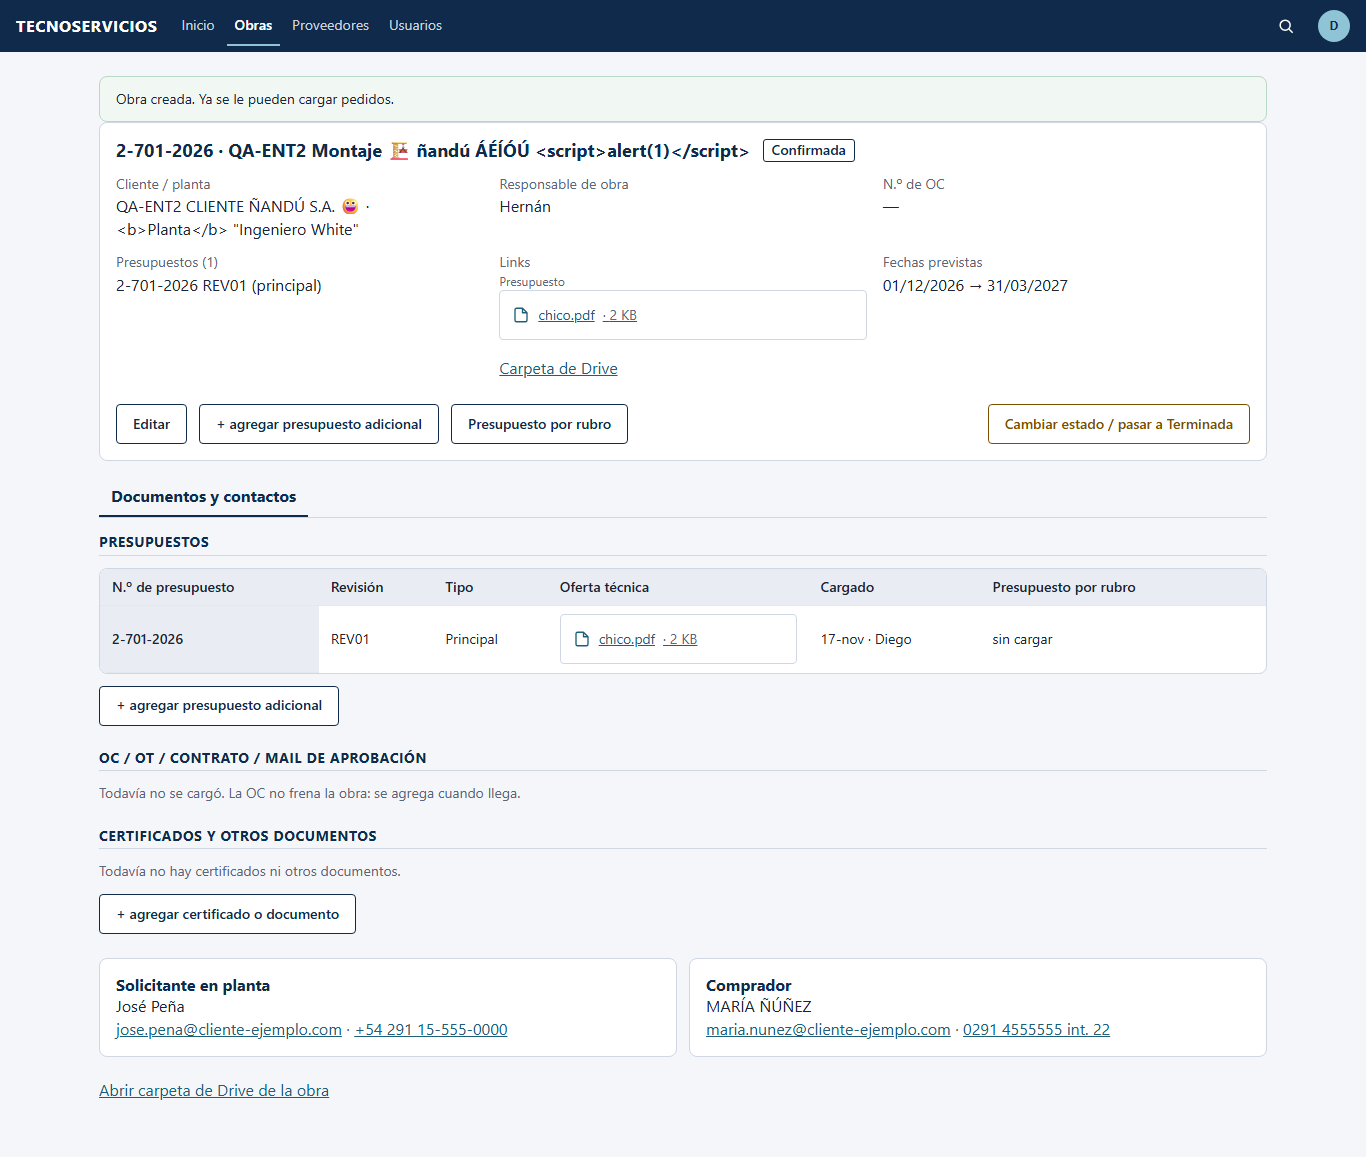 TECNOSERVICIOS Inicio Obras Proveedores Usuarios D
Obra creada. Ya se le pueden cargar pedidos.
2-701-2026 · QA-ENT2 Montaje 🏗️ ñandú ÁÉÍÓÚ <script>alert(1)</script> Confirmada
Cliente / planta
QA-ENT2 CLIENTE ÑANDÚ S.A. 😀 ·
<b>Planta</b> "Ingeniero White"
Responsable de obra
Hernán
N.º de OC
—
Presupuestos (1)
2-701-2026 REV01 (principal)
Links
Presupuesto
chico.pdf · 2 KB
Carpeta de Drive
Fechas previstas
01/12/2026 → 31/03/2027
Editar + agregar presupuesto adicional Presupuesto por rubro Cambiar estado / pasar a Terminada
Documentos y contactos
PRESUPUESTOS
N.º de presupuesto Revisión Tipo Oferta técnica Cargado Presupuesto por rubro
2-701-2026 REV01 Principal chico.pdf · 2 KB 17-nov · Diego sin cargar
+ agregar presupuesto adicional
OC / OT / CONTRATO / MAIL DE APROBACIÓN
Todavía no se cargó. La OC no frena la obra: se agrega cuando llega.
CERTIFICADOS Y OTROS DOCUMENTOS
Todavía no hay certificados ni otros documentos.
+ agregar certificado o documento
Solicitante en planta
José Peña
jose.pena@cliente-ejemplo.com · +54 291 15-555-0000
Comprador
MARÍA ÑÚÑEZ
maria.nunez@cliente-ejemplo.com · 0291 4555555 int. 22
Abrir carpeta de Drive de la obra